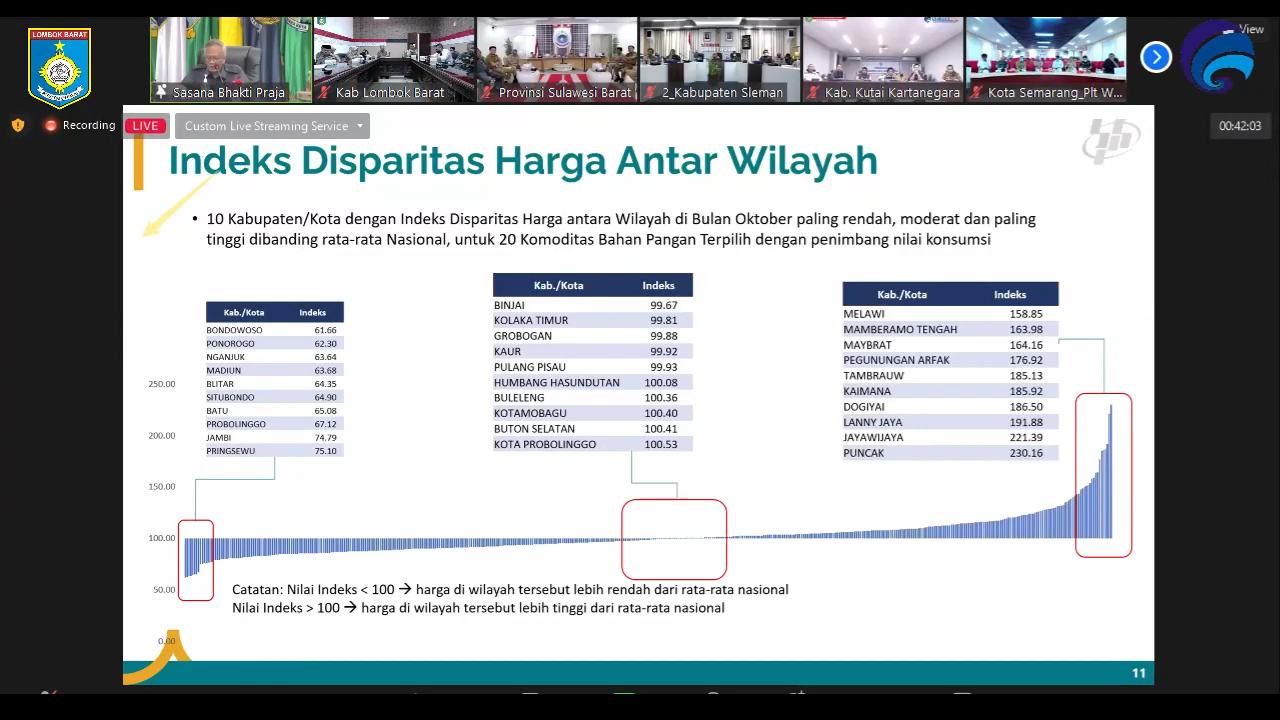 LOMBOK BARAT
Sasana Bhakti Praja
Kab Lombok Barat
Provinsi Sulawesi Barat
2_Kabupaten Sleman
Kab. Kutai Kartanegara
Kota Semarang_Plt W...
View
Recording
LIVE
Custom Live Streaming Service
00:42:03
Indeks Disparitas Harga Antar Wilayah
• 10 Kabupaten/Kota dengan Indeks Disparitas Harga antara Wilayah di Bulan Oktober paling rendah, moderat dan paling
tinggi dibanding rata-rata Nasional, untuk 20 Komoditas Bahan Pangan Terpilih dengan penimbang nilai konsumsi
Kab./Kota Indeks
BONDOWOSO 61.66
PONOROGO 62.30
NGANJUK 63.64
MADIUN 63.68
BLITAR 64.35
SITUBONDO 64.90
BATU 65.08
PROBOLINGGO 67.12
JAMBI 74.79
PRINGSEWU 75.10
Kab./Kota Indeks
BINJAI 99.67
KOLAKA TIMUR 99.81
GROBOGAN 99.88
KAUR 99.92
PULANG PISAU 99.93
HUMBANG HASUNDUTAN 100.08
BULELENG 100.36
KOTAMOBAGU 100.40
BUTON SELATAN 100.41
KOTA PROBOLINGGO 100.53
Kab./Kota Indeks
MELAWI 158.85
MAMBERAMO TENGAH 163.98
MAYBRAT 164.16
PEGUNUNGAN ARFAK 176.92
TAMBRAUW 185.13
KAIMANA 185.92
DOGIYAI 186.50
LANNY JAYA 191.88
JAYAWIJAYA 221.39
PUNCAK 230.16
250.00
200.00
150.00
100.00
50.00
0.00
Catatan: Nilai Indeks < 100 → harga di wilayah tersebut lebih rendah dari rata-rata nasional
Nilai Indeks > 100 → harga di wilayah tersebut lebih tinggi dari rata-rata nasional
11